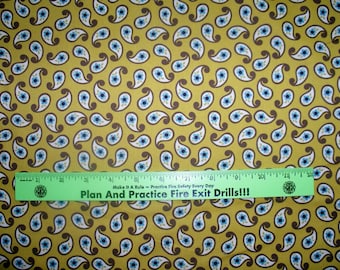 Make It A Rule — Practice Fire Safety Every Day
Plan And Practice Fire Exit Drills!!!